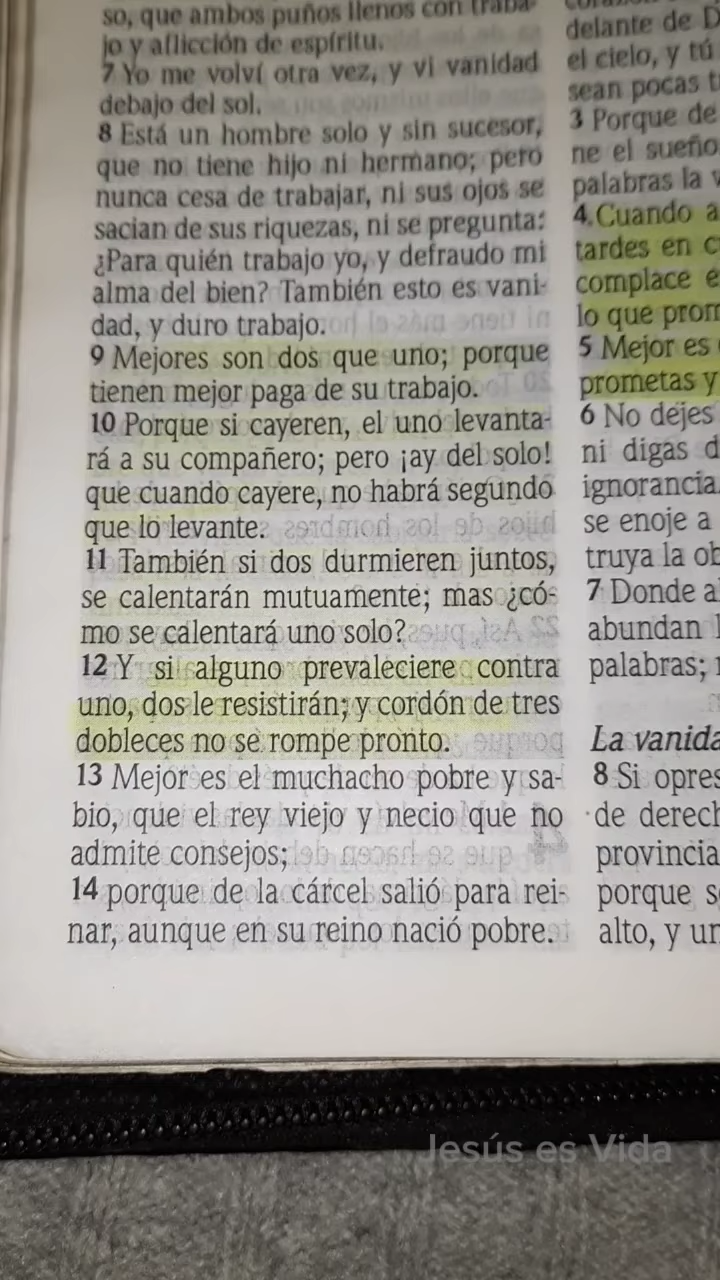 so, que ambos puños llenos con traba-
jo y aflicción de espíritu.
7 Yo me volví otra vez, y vi vanidad
debajo del sol.
8 Está un hombre solo y sin sucesor,
que no tiene hijo ni hermano; pero
nunca cesa de trabajar, ni sus ojos se
sacian de sus riquezas, ni se pregunta:
¿Para quién trabajo yo, y defraudo mi
alma del bien? También esto es vani-
dad, y duro trabajo.
9 Mejores son dos que uno; porque
tienen mejor paga de su trabajo.
10 Porque si cayeren, el uno levanta-
rá a su compañero; pero ¡ay del solo!
que cuando cayere, no habrá segundo
que lo levante.
11 También si dos durmieren juntos,
se calentarán mutuamente; mas ¿có-
mo se calentará uno solo?
12 Y si alguno prevaleciere contra
uno, dos le resistirán; y cordón de tres
dobleces no se rompe pronto.
13 Mejor es el muchacho pobre y sa-
bio, que el rey viejo y necio que no
admite consejos;
14 porque de la cárcel salió para rei-
nar, aunque en su reino nació pobre.
delante de D
el cielo, y tú
sean pocas t
3 Porque de
ne el sueño
palabras la v
4 Cuando a
tardes en c
complace e
lo que prom
5 Mejor es
prometas y
6 No dejes
ni digas d
ignorancia.
se enoje a
truya la ob
7 Donde a
abundan l
palabras;
La vanida
8 Si opres
de derech
provincia
porque s
alto, y un
Jesús es Vida